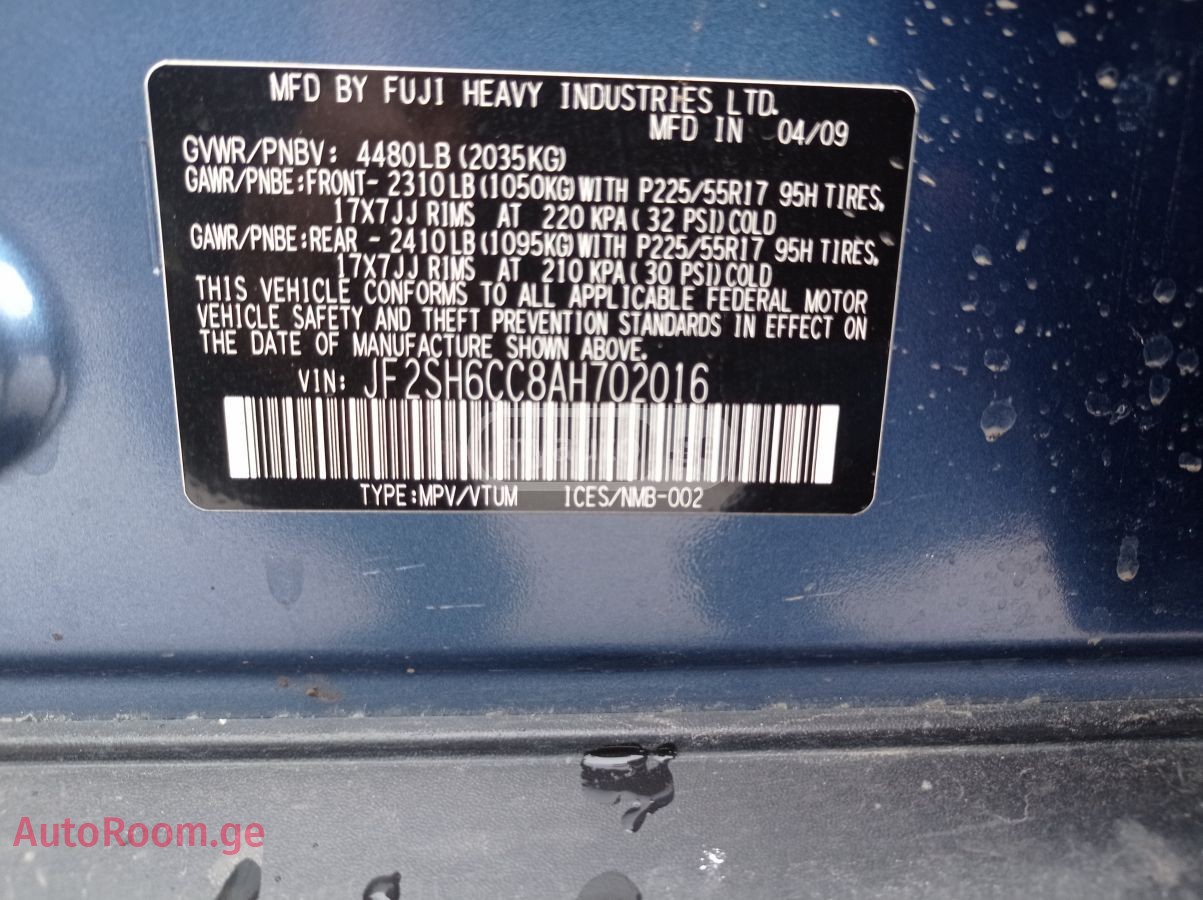 MFD BY FUJI HEAVY INDUSTRIES LTD.
MFD IN 04/09
GVWR/PNBV: 4480LB(2035KG)
GAWR/PNBE:FRONT- 2310LB(1050KG)WITH P225/55R17 95H TIRES,
17X7JJ RIMS AT 220 KPA( 32 PSI)COLD
GAWR/PNBE:REAR - 2410LB(1095KG)WITH P225/55R17 95H TIRES,
17X7JJ RIMS AT 210 KPA( 30 PSI)COLD
THIS VEHICLE CONFORMS TO ALL APPLICABLE FEDERAL MOTOR
VEHICLE SAFETY AND THEFT PREVENTION STANDARDS IN EFFECT ON
THE DATE OF MANUFACTURE SHOWN ABOVE.
VIN: JF2SH6CC8AH702016
TYPE:MPV/VTUM ICES/NMB-002
AutoRoom.ge